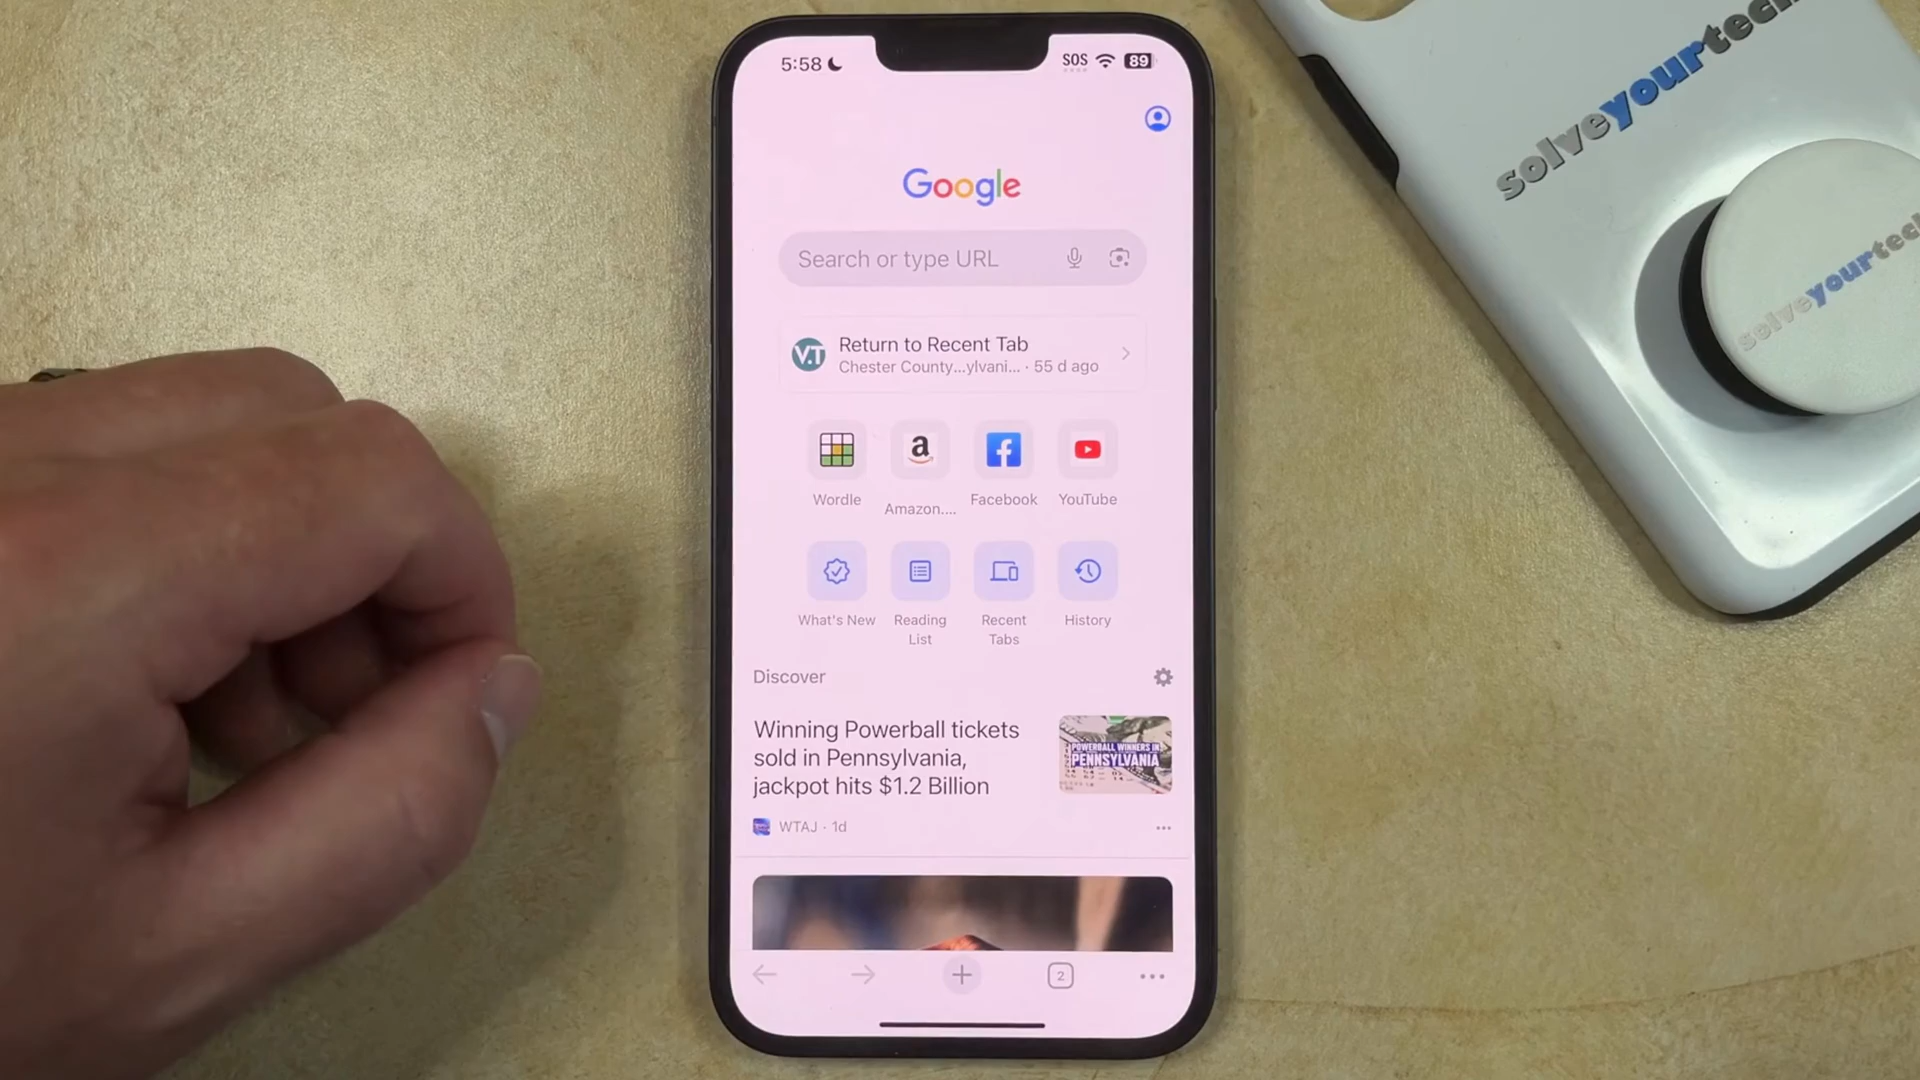 5:58
SOS
89
Google
Search or type URL
V.T
Return to Recent Tab
Chester County...ylvani... · 55 d ago
a
Wordle
Amazon....
Facebook
YouTube
What's New
Reading
List
Recent
Tabs
History
Discover
Winning Powerball tickets
sold in Pennsylvania,
jackpot hits $1.2 Billion
POWERBALL WINNERS IN
PENNSYLVANIA
WTAJ · 1d
2
solveyourtech
solveyourtech